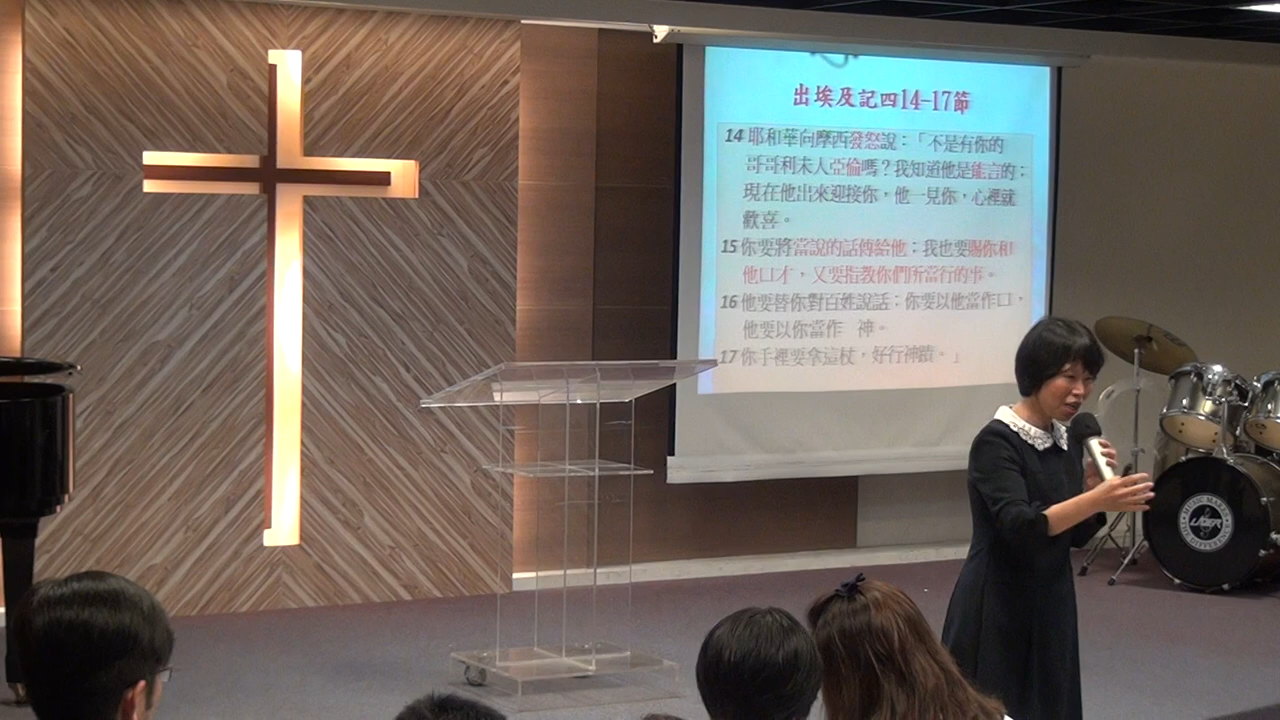 出埃及記四14-17節
14 耶和華向摩西發怒說：「不是有你的
哥哥利未人亞倫嗎？我知道他是能言的；
現在他出來迎接你，他一見你，心裡就
歡喜。
15 你要將當說的話傳給他；我也要賜你和
他口才，又要指教你們所當行的事。
16 他要替你對百姓說話；你要以他當作口，
他要以你當作　神。
17 你手裡要拿這杖，好行神蹟。」
MUSIC MAKES
THE DIFFERENCE